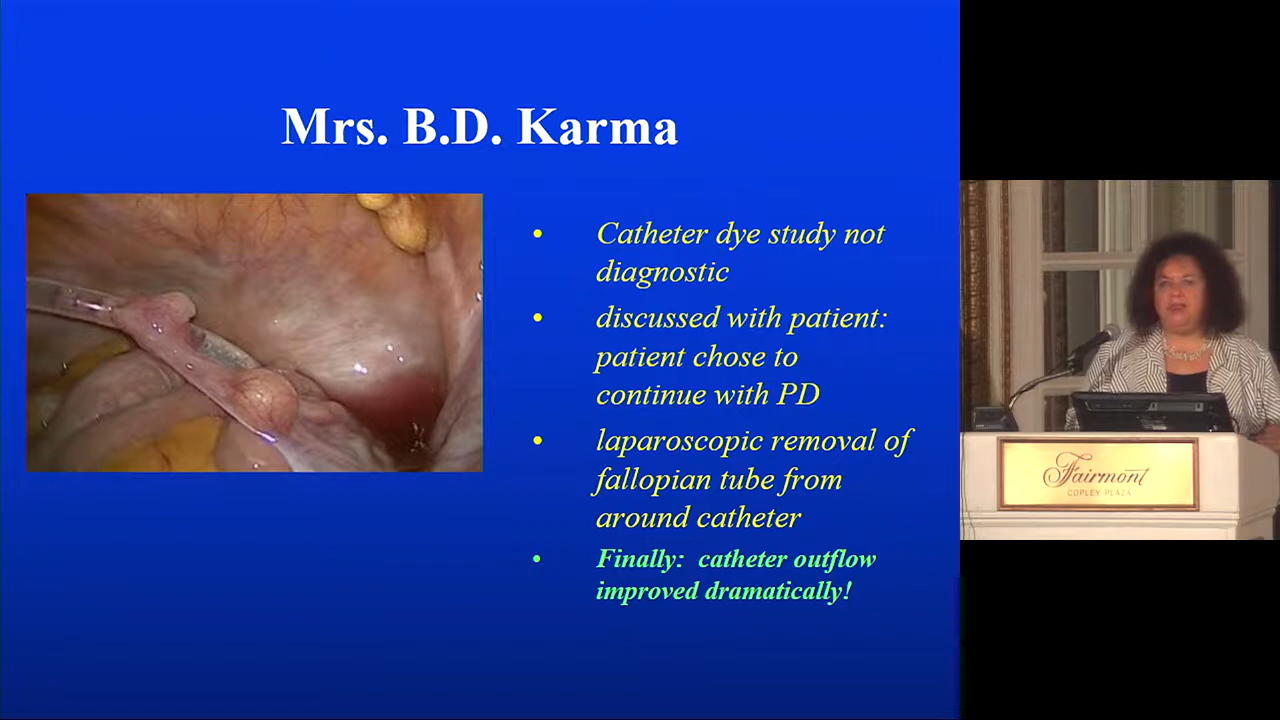 Mrs. B.D. Karma
• Catheter dye study not
diagnostic
• discussed with patient:
patient chose to
continue with PD
• laparoscopic removal of
fallopian tube from
around catheter
• Finally: catheter outflow
improved dramatically!
Fairmont
COPLEY PLAZA